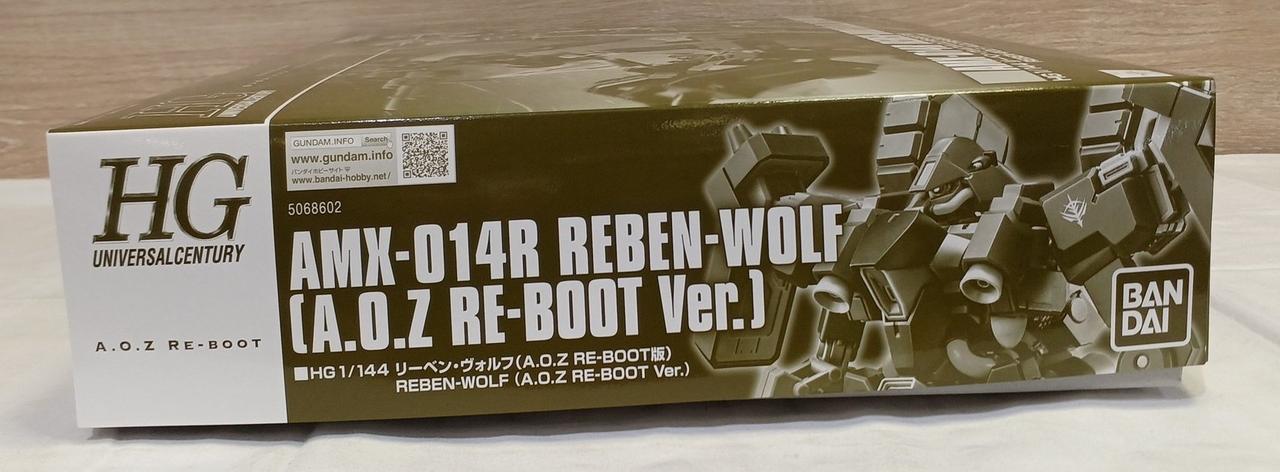 HG
UNIVERSAL CENTURY
A.O.Z RE-BOOT
GUNDAM.INFO Search
www.gundam.info
バンダイホビーサイト
www.bandai-hobby.net/
5068602
AMX-014R REBEN-WOLF
(A.O.Z RE-BOOT Ver.)
■HG 1/144 リーベン・ヴォルフ(A.O.Z RE-BOOT版)
REBEN-WOLF (A.O.Z RE-BOOT Ver.)
BAN
DAI